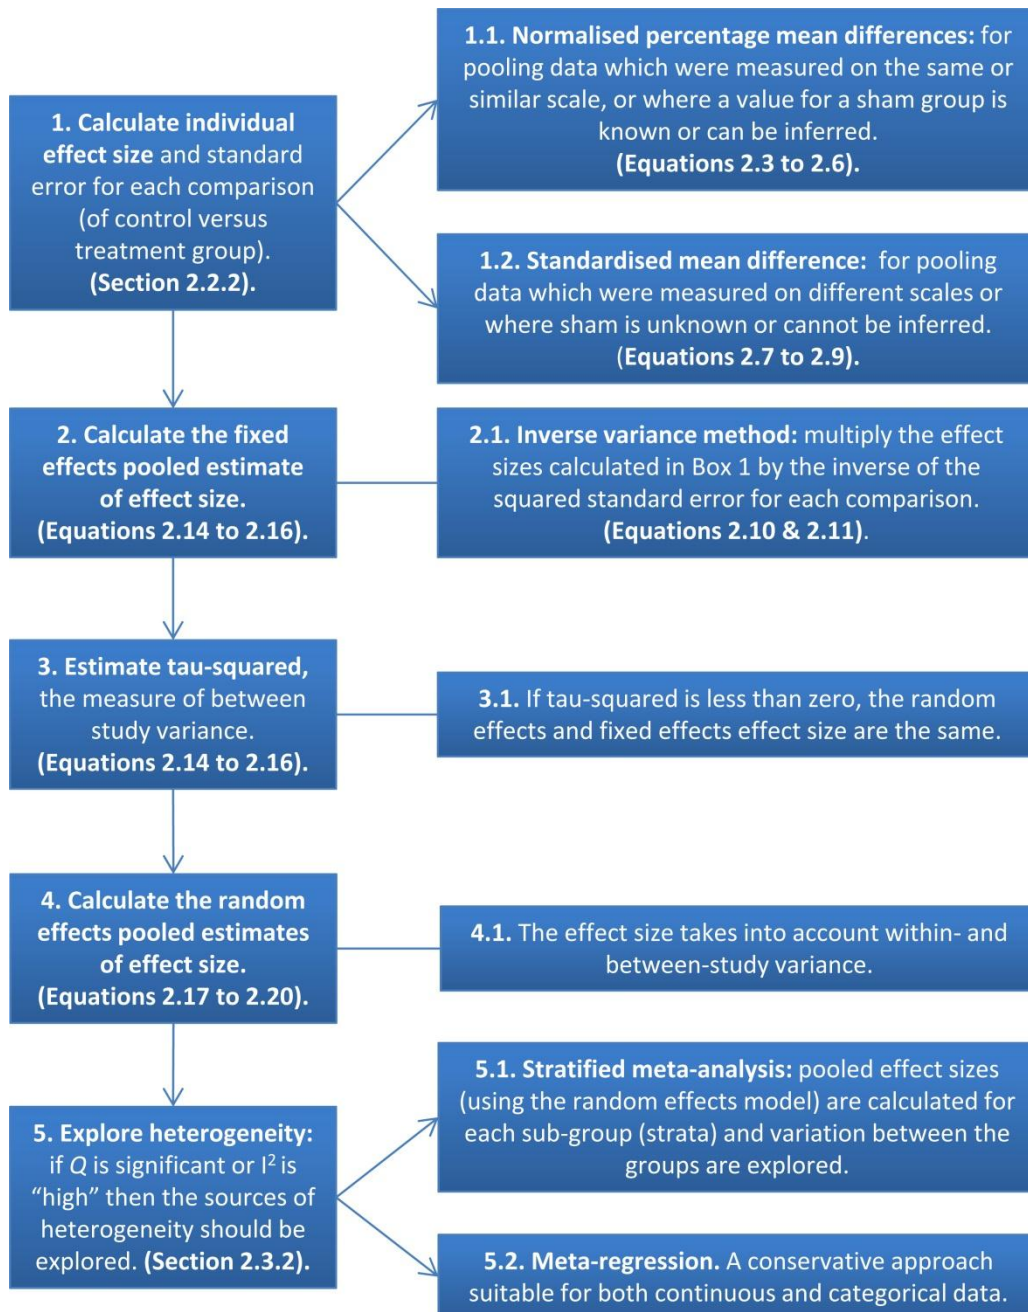 1. Calculate individual
effect size and standard
error for each comparison
(of control versus
treatment group).
(Section 2.2.2).
1.1. Normalised percentage mean differences: for
pooling data which were measured on the same or
similar scale, or where a value for a sham group is
known or can be inferred.
(Equations 2.3 to 2.6).
1.2. Standardised mean difference: for pooling
data which were measured on different scales or
where sham is unknown or cannot be inferred.
(Equations 2.7 to 2.9).
2. Calculate the fixed
effects pooled estimate
of effect size.
(Equations 2.14 to 2.16).
2.1. Inverse variance method: multiply the effect
sizes calculated in Box 1 by the inverse of the
squared standard error for each comparison.
(Equations 2.10 & 2.11).
3. Estimate tau-squared,
the measure of between
study variance.
(Equations 2.14 to 2.16).
3.1. If tau-squared is less than zero, the random
effects and fixed effects effect size are the same.
4. Calculate the random
effects pooled estimates
of effect size.
(Equations 2.17 to 2.20).
4.1. The effect size takes into account within- and
between-study variance.
5. Explore heterogeneity:
if Q is significant or I² is
“high” then the sources of
heterogeneity should be
explored. (Section 2.3.2).
5.1. Stratified meta-analysis: pooled effect sizes
(using the random effects model) are calculated for
each sub-group (strata) and variation between the
groups are explored.
5.2. Meta-regression. A conservative approach
suitable for both continuous and categorical data.